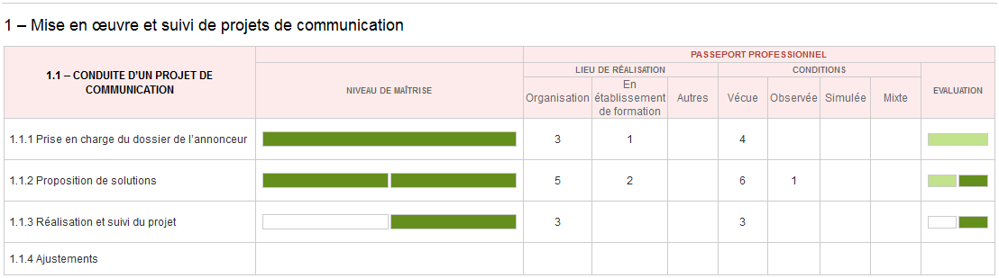 1 – Mise en œuvre et suivi de projets de communication
PASSEPORT PROFESSIONNEL
1.1 – CONDUITE D'UN PROJET DE
COMMUNICATION
NIVEAU DE MAÎTRISE
LIEU DE RÉALISATION
CONDITIONS
EVALUATION
Organisation
En
établissement
de formation
Autres
Vécue
Observée
Simulée
Mixte
1.1.1 Prise en charge du dossier de l'annonceur 3 1 4
1.1.2 Proposition de solutions 5 2 6 1
1.1.3 Réalisation et suivi du projet 3 3
1.1.4 Ajustements